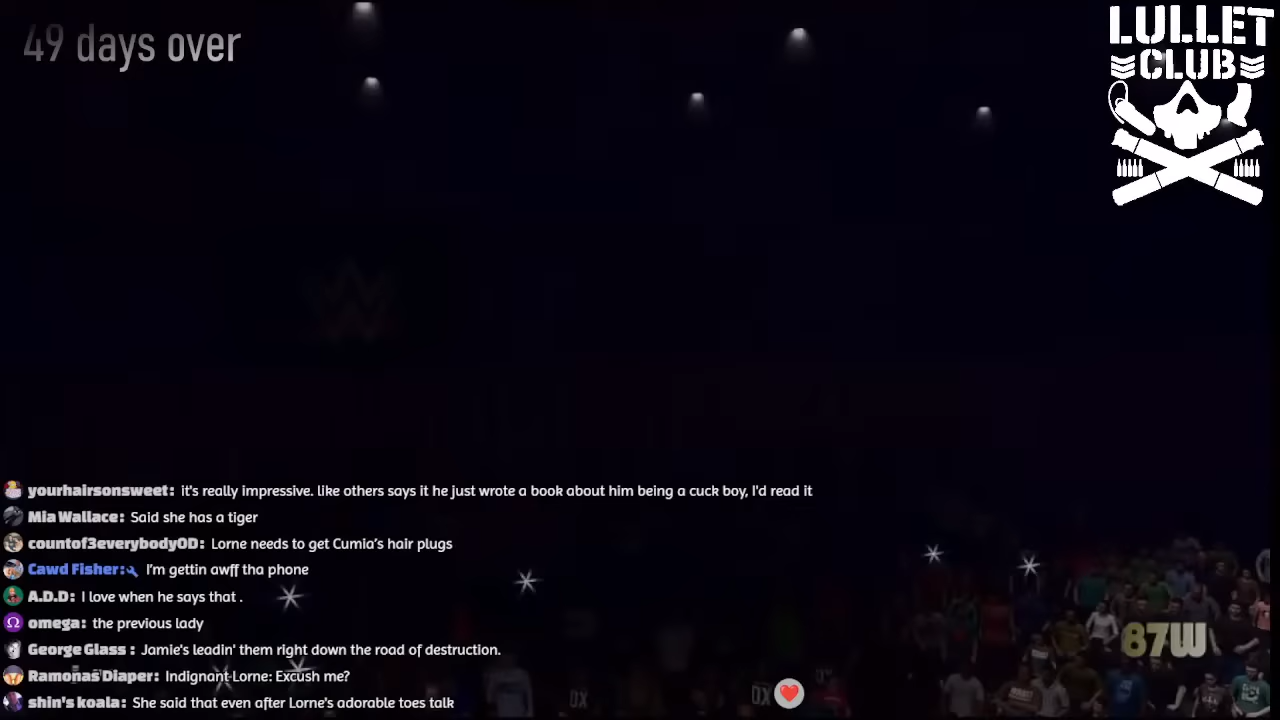 49 days over
LULLET
CLUB
W
yourhairsonsweet: it's really impressive. like others says it he just wrote a book about him being a cuck boy, I'd read it
Mia Wallace: Said she has a tiger
countof3everybodyOD: Lorne needs to get Cumia's hair plugs
Cawd Fisher: I'm gettin awff tha phone
A.D.D: I love when he says that .
omega: the previous lady
George Glass : Jamie's leadin' them right down the road of destruction.
87W
Ramonas Diaper: Indignant Lorne: Excush me?
shin's koala: She said that even after Lorne's adorable toes talk
DX
DX